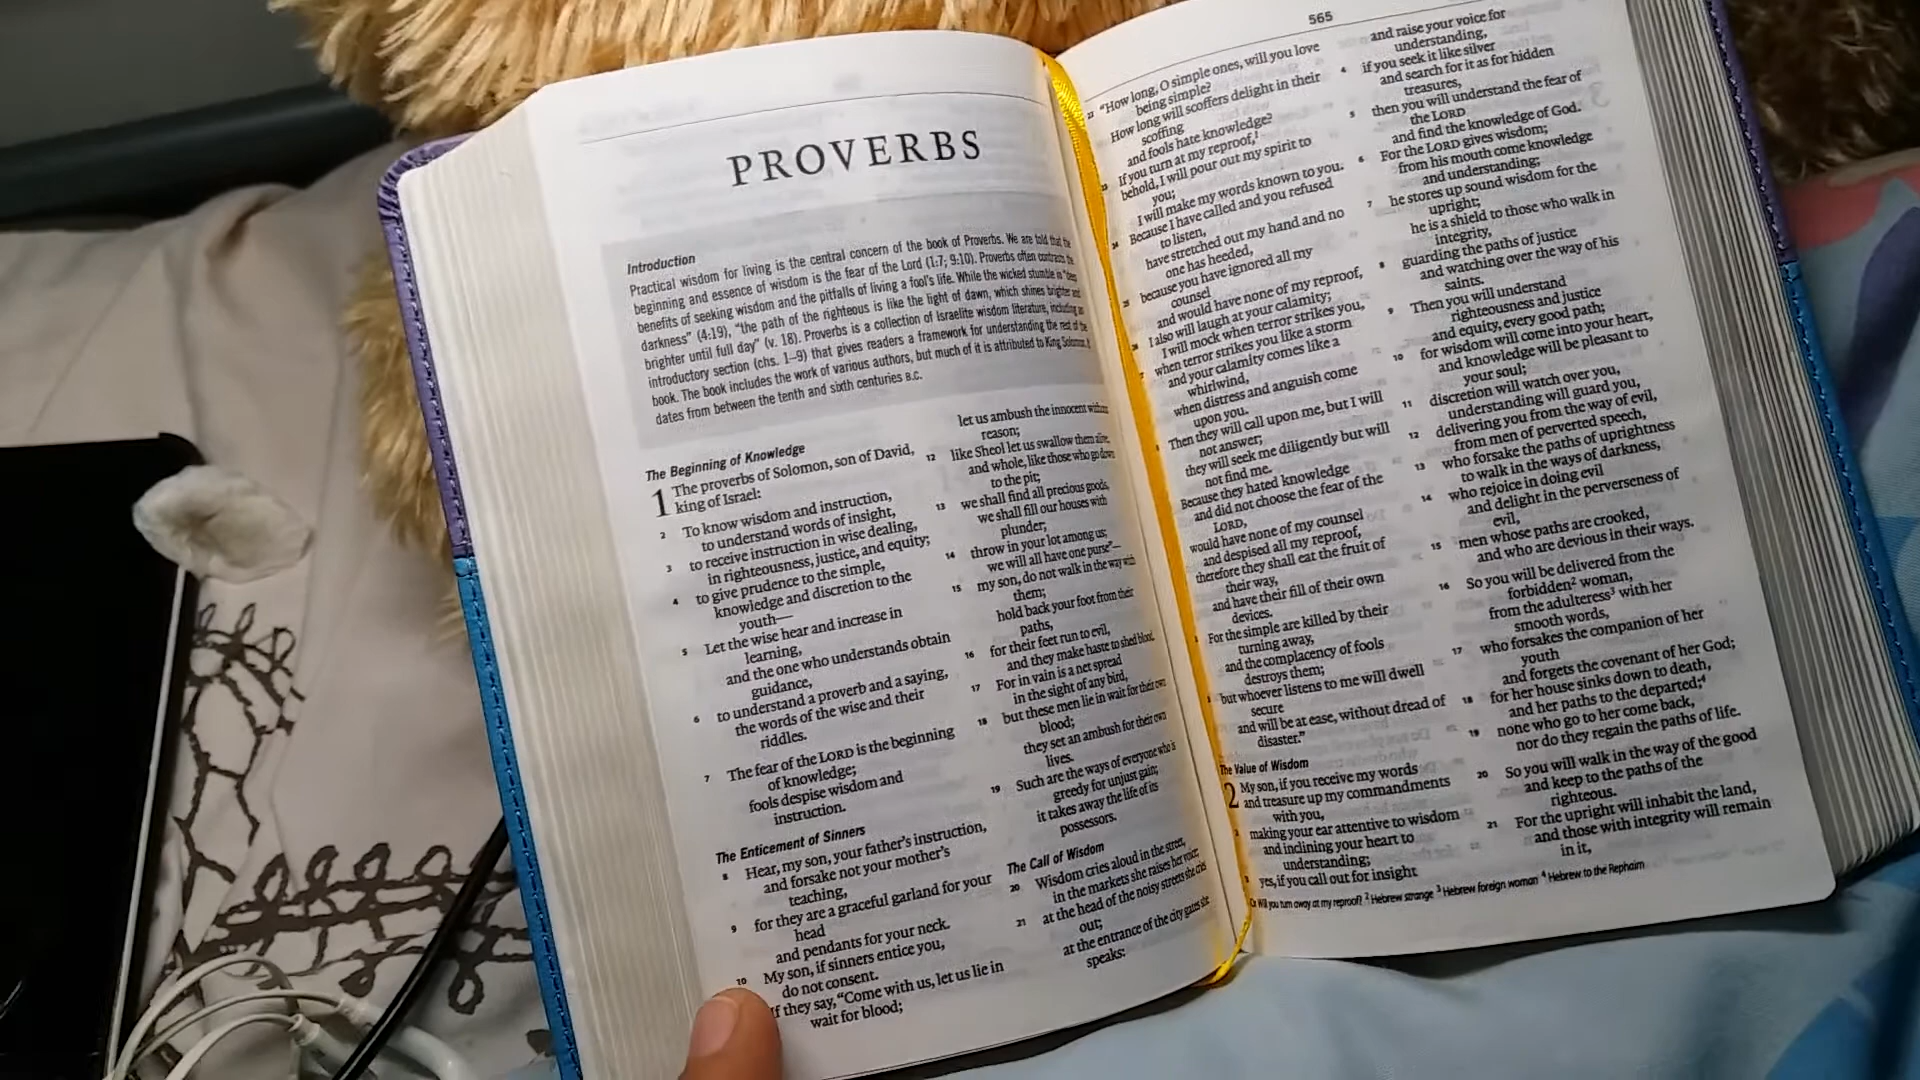 PROVERBS
Introduction
Practical wisdom for living is the central concern of the book of Proverbs. We are told that the
beginning and essence of wisdom is the fear of the Lord (1:7; 9:10). Proverbs often contrasts the
benefits of seeking wisdom and the pitfalls of living a fool's life. While the wicked stumble in "deep
darkness" (4:19), "the path of the righteous is like the light of dawn, which shines brighter and
brighter until full day" (v. 18). Proverbs is a collection of Israelite wisdom literature, including an
introductory section (chs. 1–9) that gives readers a framework for understanding the rest of the
book. The book includes the work of various authors, but much of it is attributed to King Solomon. It
dates from between the tenth and sixth centuries B.C.
The Beginning of Knowledge
1 The proverbs of Solomon, son of David,
king of Israel:
2 To know wisdom and instruction,
to understand words of insight,
3 to receive instruction in wise dealing,
in righteousness, justice, and equity;
4 to give prudence to the simple,
knowledge and discretion to the
youth—
5 Let the wise hear and increase in
learning,
and the one who understands obtain
guidance,
6 to understand a proverb and a saying,
the words of the wise and their
riddles.
7 The fear of the LORD is the beginning
of knowledge;
fools despise wisdom and
instruction.
The Enticement of Sinners
8 Hear, my son, your father's instruction,
and forsake not your mother's
teaching,
9 for they are a graceful garland for your
head
and pendants for your neck.
10 My son, if sinners entice you,
do not consent.
If they say, "Come with us, let us lie in
wait for blood;
let us ambush the innocent without
reason;
12 like Sheol let us swallow them alive,
and whole, like those who go down
to the pit;
13 we shall find all precious goods,
we shall fill our houses with
plunder;
14 throw in your lot among us;
we will all have one purse"—
15 my son, do not walk in the way with
them;
hold back your foot from their
paths,
16 for their feet run to evil,
and they make haste to shed blood.
17 For in vain is a net spread
in the sight of any bird,
18 but these men lie in wait for their own
blood;
they set an ambush for their own
lives.
19 Such are the ways of everyone who is
greedy for unjust gain;
it takes away the life of its
possessors.
The Call of Wisdom
20 Wisdom cries aloud in the street,
in the markets she raises her voice;
21 at the head of the noisy streets she cries
out;
at the entrance of the city gates she
speaks:
565
22 "How long, O simple ones, will you love
being simple?
How long will scoffers delight in their
scoffing
and fools hate knowledge?
23 If you turn at my reproof,1
behold, I will pour out my spirit to
you;
I will make my words known to you.
24 Because I have called and you refused
to listen,
have stretched out my hand and no
one has heeded,
25 because you have ignored all my
counsel
and would have none of my reproof,
26 I also will laugh at your calamity;
I will mock when terror strikes you,
when terror strikes you like a storm
and your calamity comes like a
whirlwind,
when distress and anguish come
upon you.
Then they will call upon me, but I will
not answer;
they will seek me diligently but will
not find me.
Because they hated knowledge
and did not choose the fear of the
LORD,
would have none of my counsel
and despised all my reproof,
therefore they shall eat the fruit of
their way,
and have their fill of their own
devices.
For the simple are killed by their
turning away,
and the complacency of fools
destroys them;
but whoever listens to me will dwell
secure
and will be at ease, without dread of
disaster."
The Value of Wisdom
2 My son, if you receive my words
and treasure up my commandments
with you,
2 making your ear attentive to wisdom
and inclining your heart to
understanding;
3 yes, if you call out for insight
and raise your voice for
understanding,
4 if you seek it like silver
and search for it as for hidden
treasures,
5 then you will understand the fear of
the LORD
and find the knowledge of God.
6 For the LORD gives wisdom;
from his mouth come knowledge
and understanding;
7 he stores up sound wisdom for the
upright;
he is a shield to those who walk in
integrity,
8 guarding the paths of justice
and watching over the way of his
saints.
9 Then you will understand
righteousness and justice
and equity, every good path;
10 for wisdom will come into your heart,
and knowledge will be pleasant to
your soul;
11 discretion will watch over you,
understanding will guard you,
12 delivering you from the way of evil,
from men of perverted speech,
13 who forsake the paths of uprightness
to walk in the ways of darkness,
14 who rejoice in doing evil
and delight in the perverseness of
evil,
15 men whose paths are crooked,
and who are devious in their ways.
16 So you will be delivered from the
forbidden2 woman,
from the adulteress3 with her
smooth words,
17 who forsakes the companion of her
youth
and forgets the covenant of her God;
18 for her house sinks down to death,
and her paths to the departed;4
19 none who go to her come back,
nor do they regain the paths of life.
20 So you will walk in the way of the good
and keep to the paths of the
righteous.
21 For the upright will inhabit the land,
and those with integrity will remain
in it,
Or Will you turn away at my reproof? 2 Hebrew strange 3 Hebrew foreign woman 4 Hebrew to the Rephaim